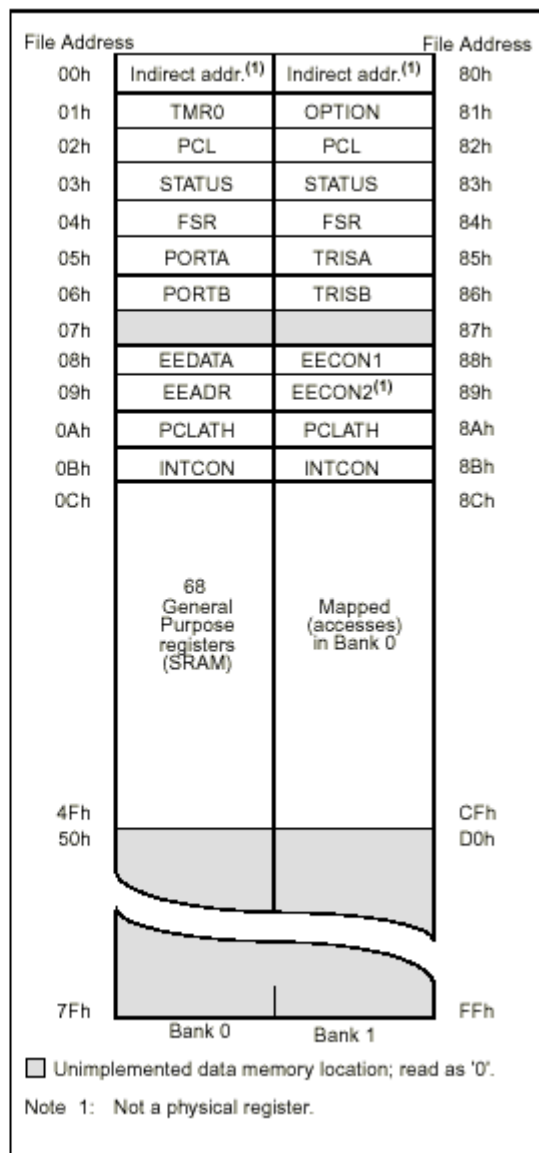 File Address File Address
00h Indirect addr.(1) Indirect addr.(1) 80h
01h TMR0 OPTION 81h
02h PCL PCL 82h
03h STATUS STATUS 83h
04h FSR FSR 84h
05h PORTA TRISA 85h
06h PORTB TRISB 86h
07h 87h
08h EEDATA EECON1 88h
09h EEADR EECON2(1) 89h
0Ah PCLATH PCLATH 8Ah
0Bh INTCON INTCON 8Bh
0Ch 8Ch
68
General
Purpose
registers
(SRAM)
Mapped
(accesses)
in Bank 0
4Fh CFh
50h D0h
7Fh FFh
Bank 0 Bank 1
Unimplemented data memory location; read as '0'.
Note 1: Not a physical register.